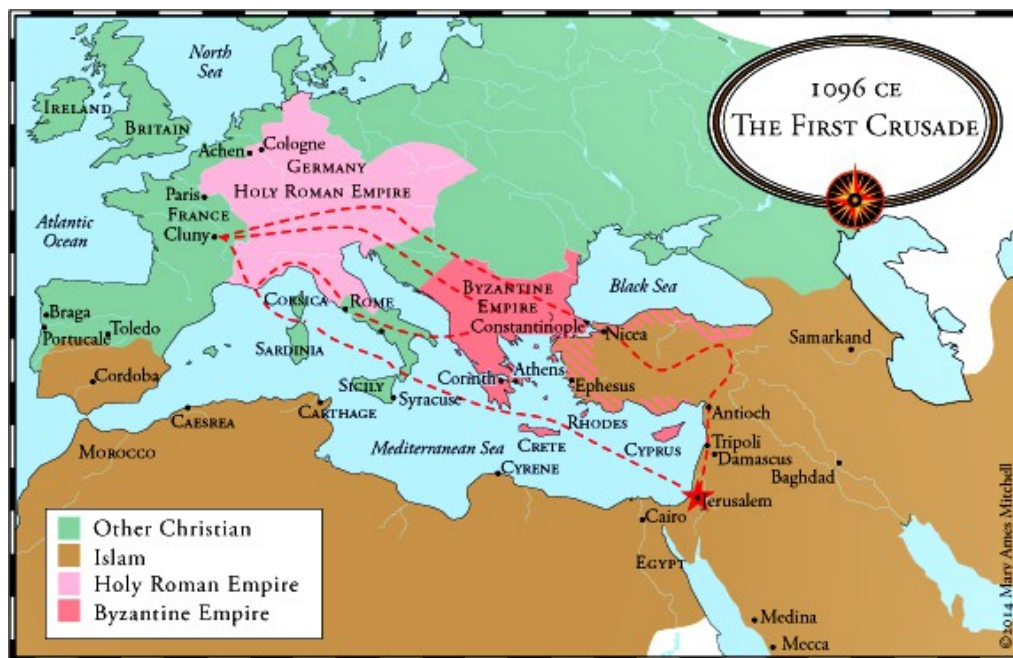 1096 CE
THE FIRST CRUSADE
North
Sea
IRELAND
BRITAIN
Achen
Cologne
GERMANY
HOLY ROMAN EMPIRE
Paris
FRANCE
Cluny
Atlantic
Ocean
Braga
Portucale
Toledo
Cordoba
CORSICA
ROME
SARDINIA
SICILY
Syracuse
CARTHAGE
CAESREA
MOROCCO
BYZANTINE
EMPIRE
Constantinople
Black Sea
Nicea
Samarkand
Corinth
Athens
Ephesus
RHODES
CRETE
CYPRUS
Antioch
Tripoli
Damascus
Baghdad
Mediterranean Sea
CYRENE
Jerusalem
Cairo
EGYPT
Medina
Mecca
Other Christian
Islam
Holy Roman Empire
Byzantine Empire
©2014 Mary Ames Mitchell